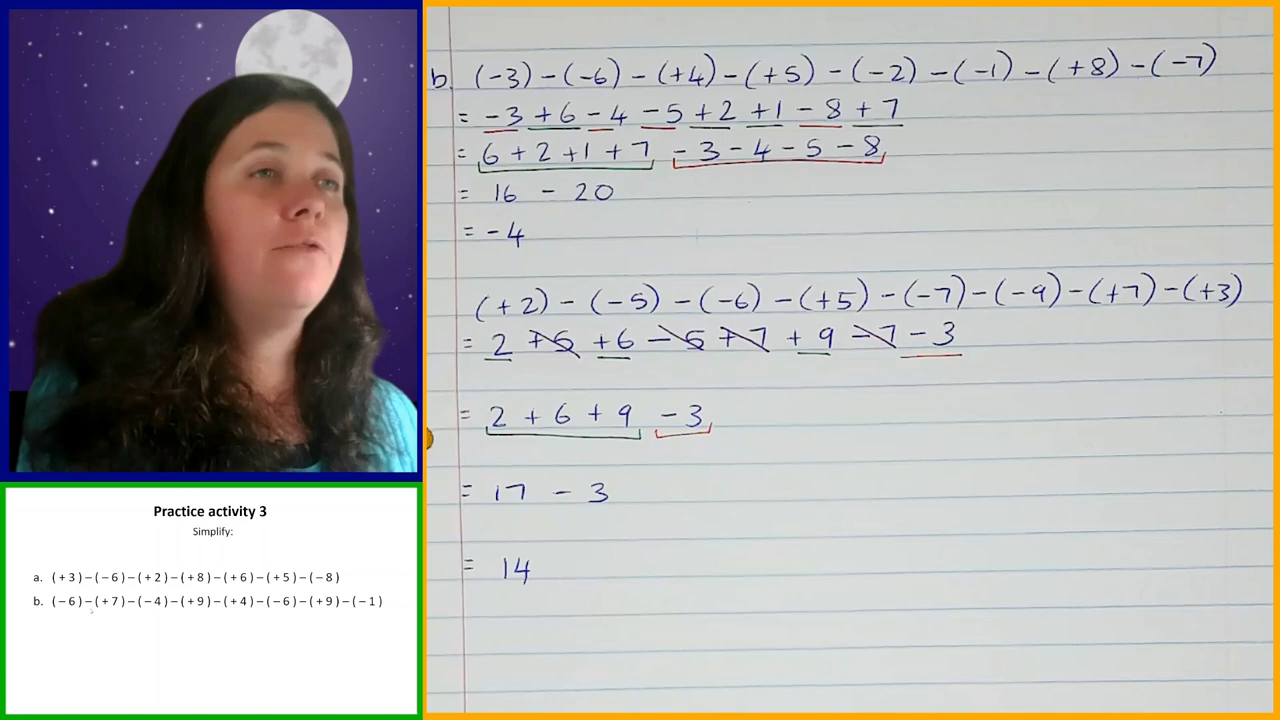 b. (-3) - (-6) - (+4) - (+5) - (-2) - (-1) - (+8) - (-7)
= -3 + 6 - 4 - 5 + 2 + 1 - 8 + 7
= 6 + 2 + 1 + 7 - 3 - 4 - 5 - 8
= 16 - 20
= -4
(+2) - (-5) - (-6) - (+5) - (-7) - (-9) - (+7) - (+3)
= 2 +5 +6 -5 +7 + 9 -7 - 3
= 2 + 6 + 9 - 3
= 17 - 3
= 14
Practice activity 3
Simplify:
a. ( + 3 ) – ( – 6 ) – ( + 2 ) – ( + 8 ) – ( + 6 ) – ( + 5 ) – ( – 8 )
b. ( – 6 ) – ( + 7 ) – ( – 4 ) – ( + 9 ) – ( + 4 ) – ( – 6 ) – ( + 9 ) – ( – 1 )